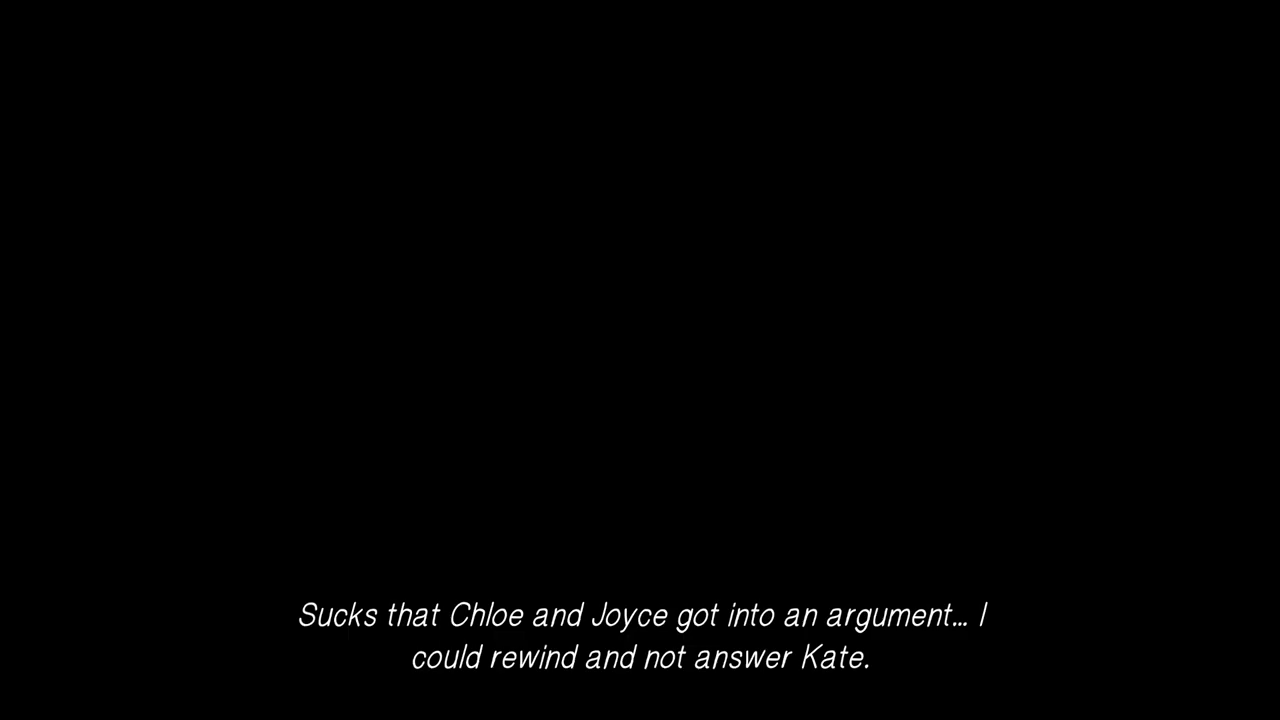 Sucks that Chloe and Joyce got into an argument... I
could rewind and not answer Kate.